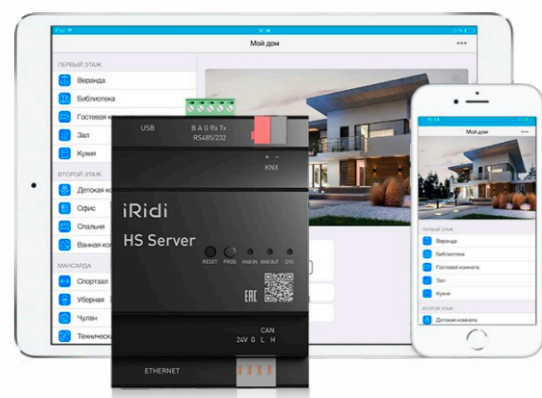 Мой дом
ПЕРВЫЙ ЭТАЖ
Веранда
Библиотека
Гостевая
Зал
Кухня
ВТОРОЙ ЭТАЖ
Детская
Офис
Спальня
Ванная
МАНСАРДА
Спортзал
Уборная
Чулан
USB
B A G Rx Tx
RS485/232
+ -
KNX
iRidi
HS Server
RESET PROG KNX IN KNX OUT SYS
EAC
CAN
24V G L H
ETHERNET
Мой дом
ПЕРВЫЙ ЭТАЖ
Веранда
Библиотека
Гостевая комната
Зал
Кухня
ВТОРОЙ ЭТАЖ
Детская комната